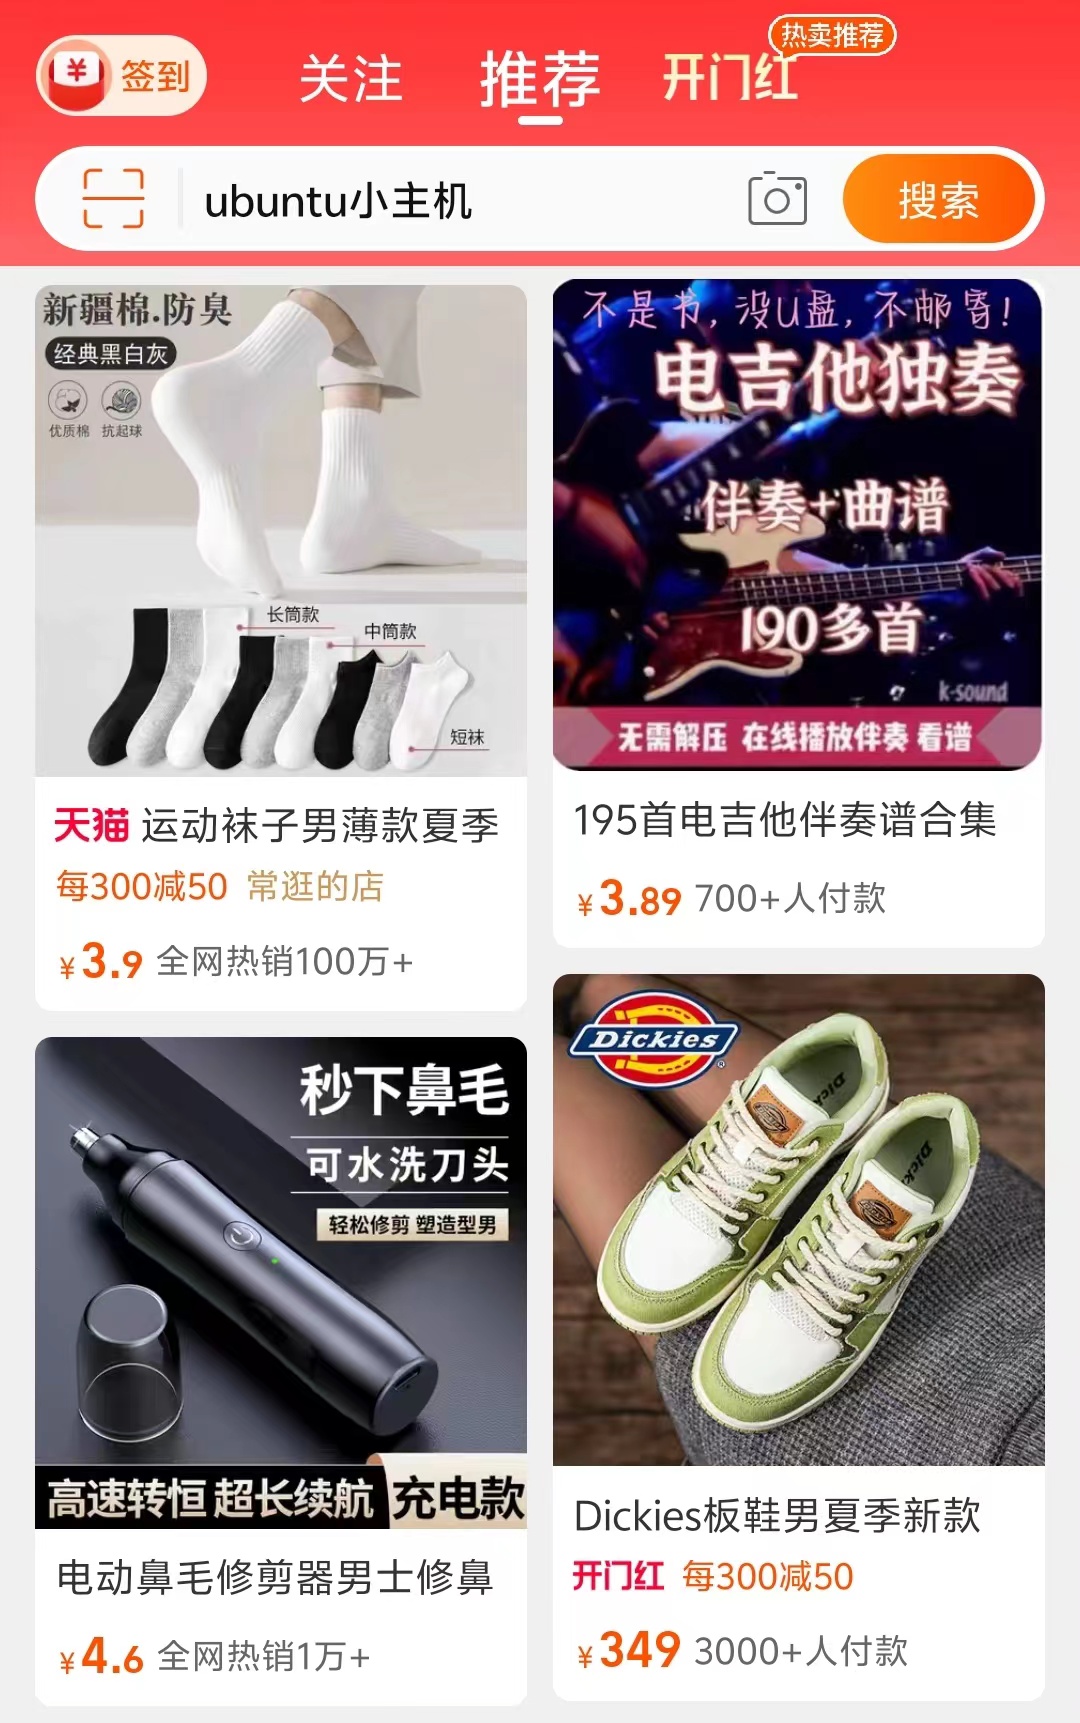 签到
关注
推荐
开门红
热卖推荐
ubuntu小主机
搜索
新疆棉.防臭
经典黑白灰
优质棉 抗起球
长筒款
中筒款
短袜
天猫 运动袜子男薄款夏季
每300减50 常逛的店
¥3.9 全网热销100万+
不是书,没U盘,不邮寄!
电吉他独奏
伴奏+曲谱
190多首
k-sound
无需解压 在线播放伴奏 看谱
195首电吉他伴奏谱合集
¥3.89 700+人付款
秒下鼻毛
可水洗刀头
轻松修剪 塑造型男
高速转恒 超长续航 充电款
电动鼻毛修剪器男士修鼻
¥4.6 全网热销1万+
Dickies
Dickies
Dickies
Dickies板鞋男夏季新款
开门红 每300减50
¥349 3000+人付款